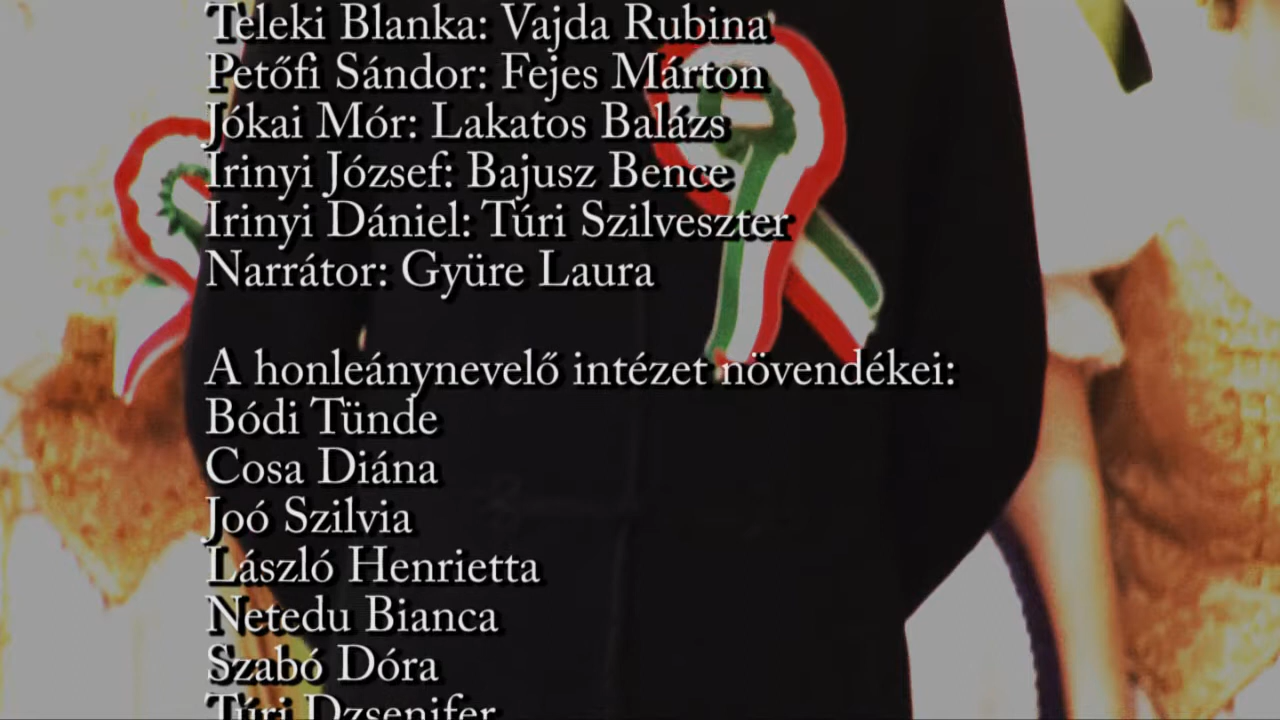 Teleki Blanka: Vajda Rubina
Petőfi Sándor: Fejes Márton
Jókai Mór: Lakatos Balázs
Irinyi József: Bajusz Bence
Irinyi Dániel: Túri Szilveszter
Narrátor: Gyüre Laura
A honleánynevelő intézet növendékei:
Bódi Tünde
Cosa Diána
Joó Szilvia
László Henrietta
Netedu Bianca
Szabó Dóra
Túri Dzsenifer